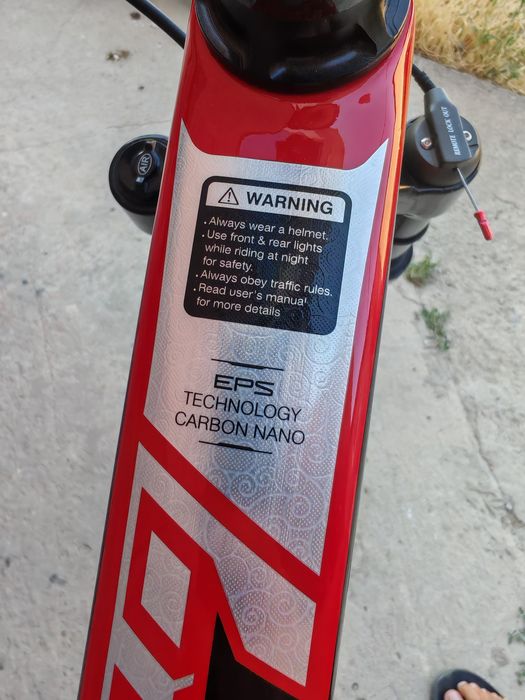 AIR
REMOTE LOCK OUT
WARNING
. Always wear a helmet.
. Use front & rear lights
while riding at night
for safety.
. Always obey traffic rules.
. Read user's manual
for more details
EPS
TECHNOLOGY
CARBON NANO